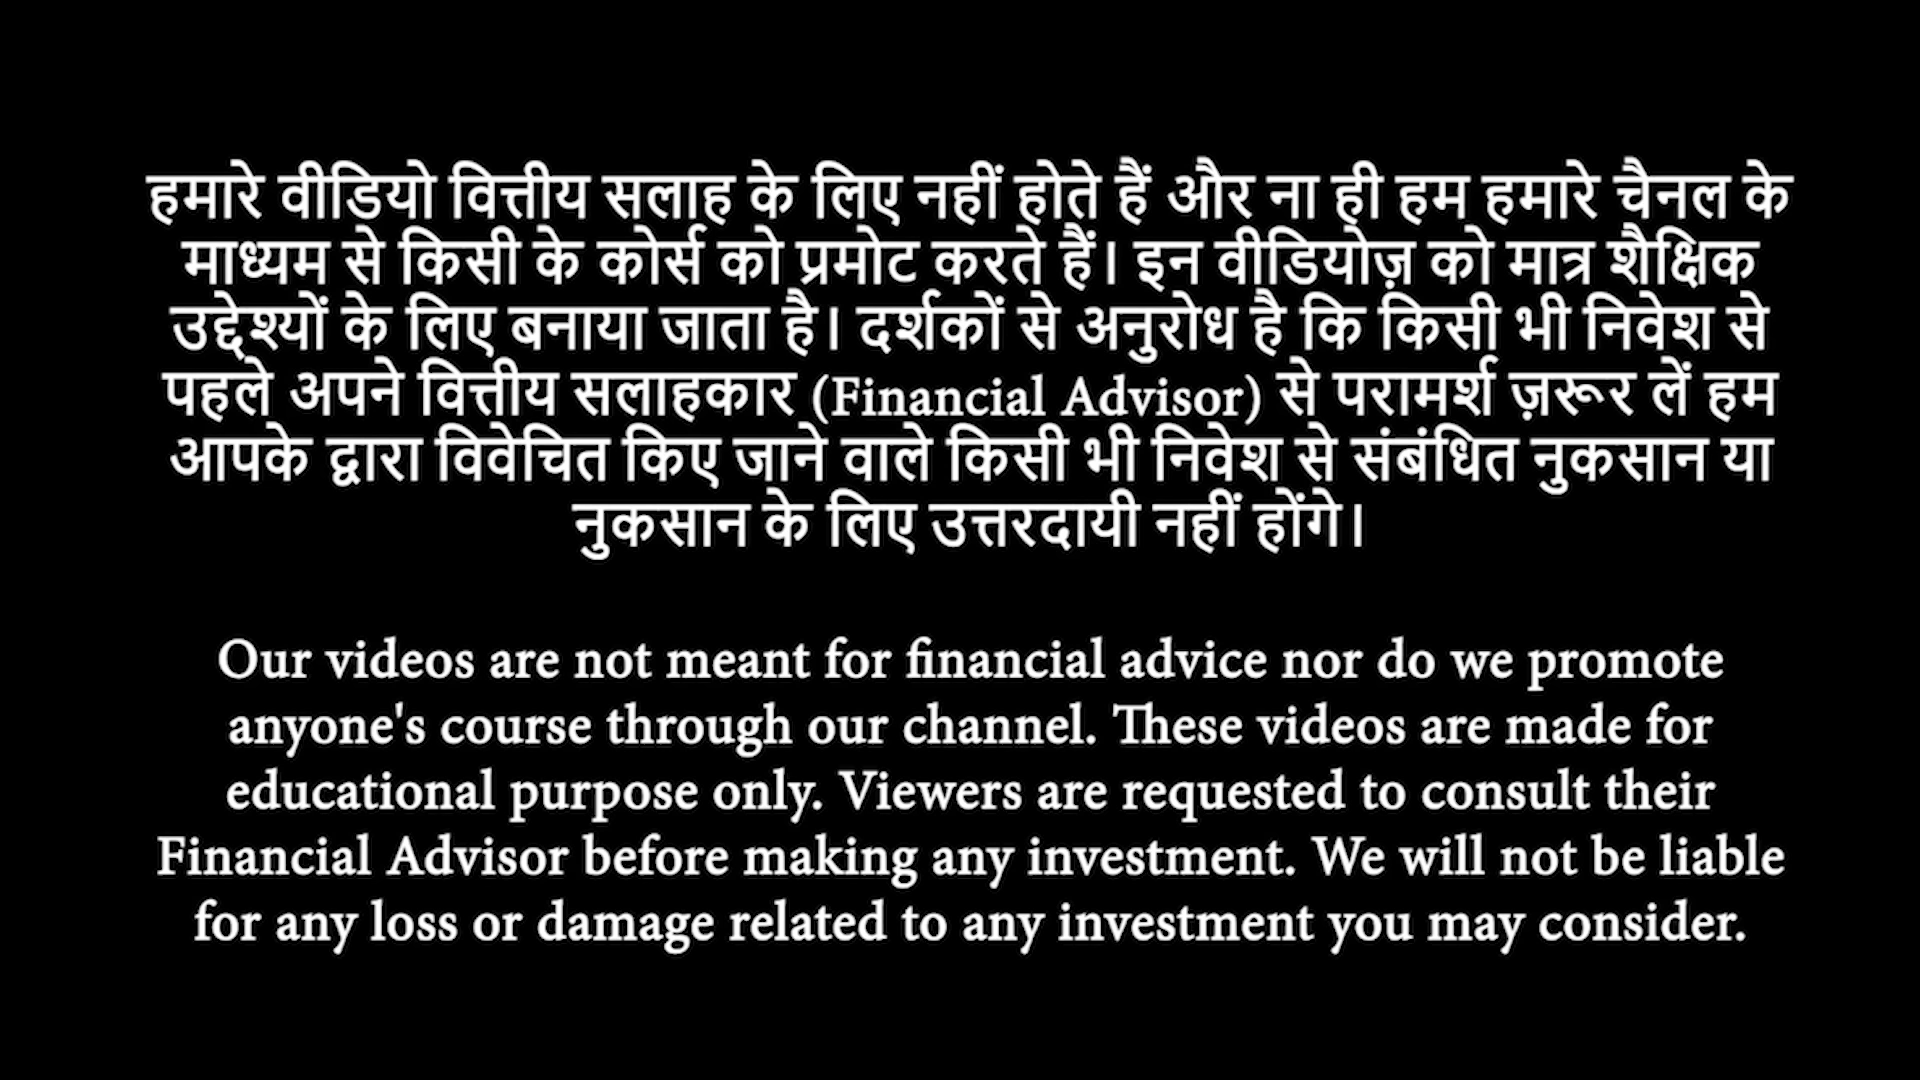 हमारे वीडियो वित्तीय सलाह के लिए नहीं होते हैं और ना ही हम हमारे चैनल के
माध्यम से किसी के कोर्स को प्रमोट करते हैं। इन वीडियोज़ को मात्र शैक्षिक
उद्देश्यों के लिए बनाया जाता है। दर्शकों से अनुरोध है कि किसी भी निवेश से
पहले अपने वित्तीय सलाहकार (Financial Advisor) से परामर्श ज़रूर लें हम
आपके द्वारा विवेचित किए जाने वाले किसी भी निवेश से संबंधित नुकसान या
नुकसान के लिए उत्तरदायी नहीं होंगे।
Our videos are not meant for financial advice nor do we promote
anyone's course through our channel. These videos are made for
educational purpose only. Viewers are requested to consult their
Financial Advisor before making any investment. We will not be liable
for any loss or damage related to any investment you may consider.